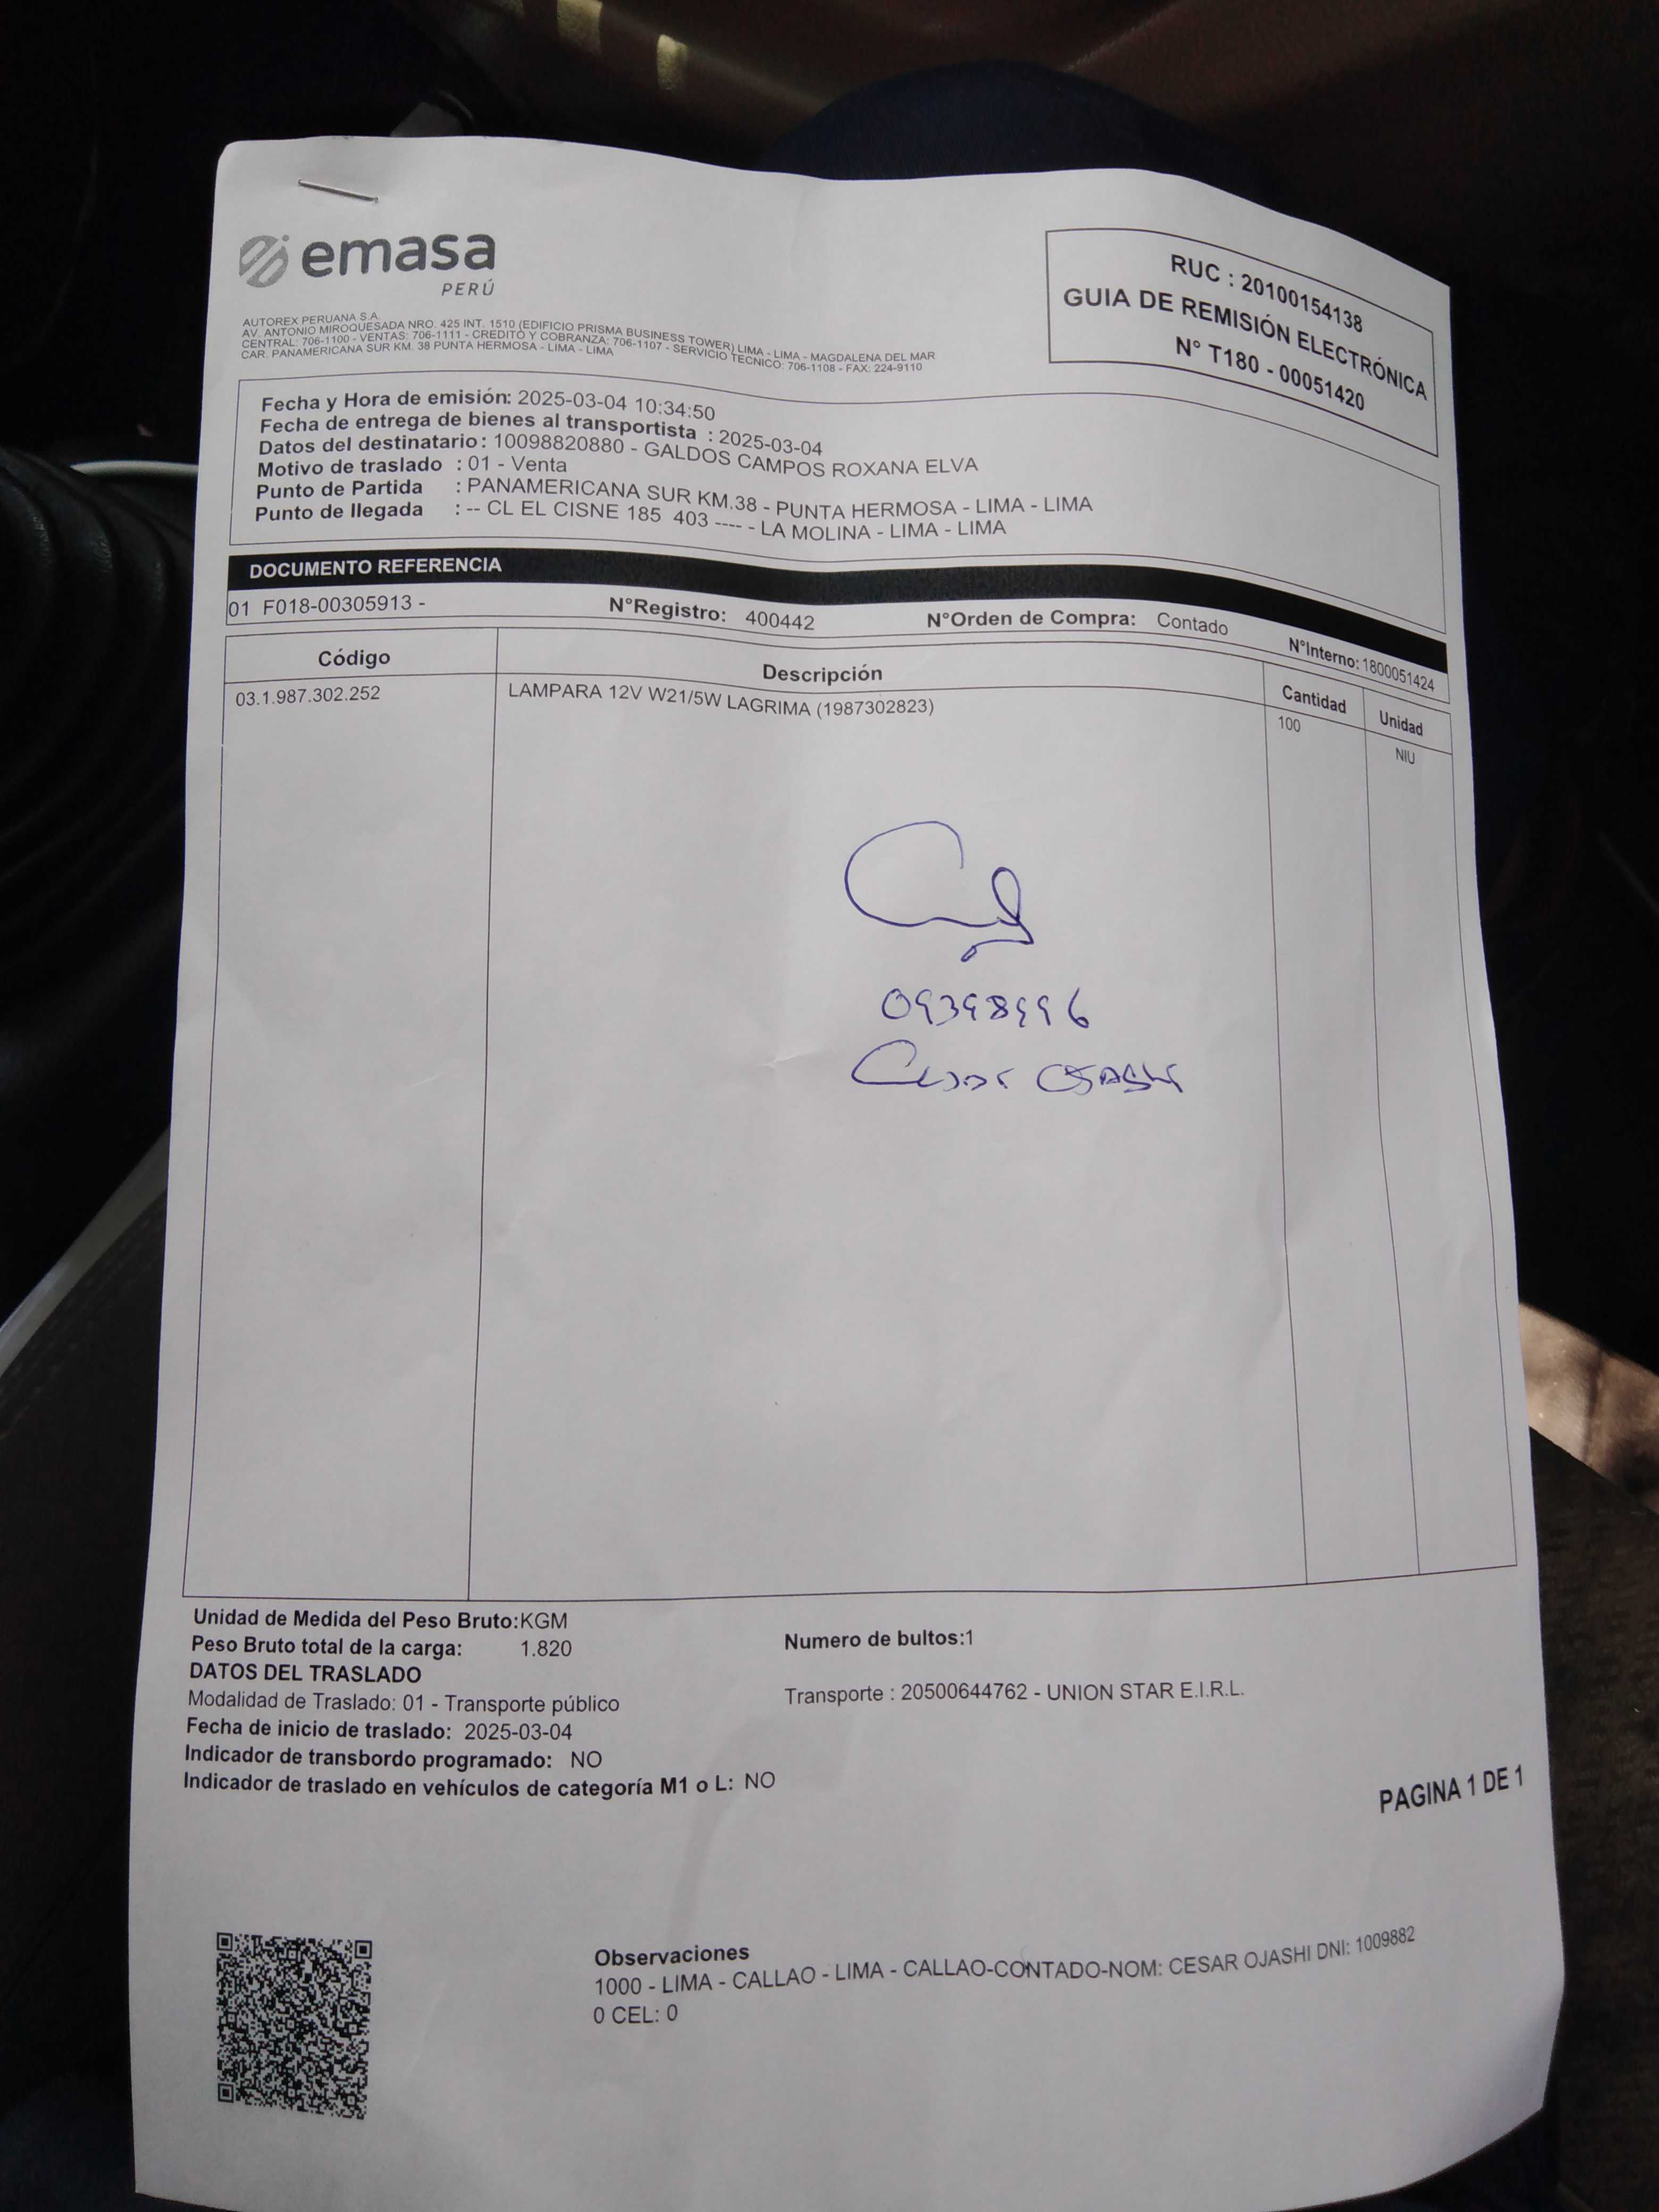 emasa
PERÚ
RUC : 20100154138
GUIA DE REMISIÓN ELECTRÓNICA
N° T180 - 00051420
AUTOREX PERUANA S.A.
AV. ANTONIO MIROQUESADA NRO. 425 INT. 1510 (EDIFICIO PRISMA BUSINESS TOWER) LIMA - LIMA - MAGDALENA DEL MAR
CENTRAL: 706-1100 - VENTAS: 706-1111 - CREDITO Y COBRANZA: 706-1107 - SERVICIO TECNICO: 706-1108 - FAX: 224-9110
CAR. PANAMERICANA SUR KM. 38 PUNTA HERMOSA - LIMA - LIMA
Fecha y Hora de emisión: 2025-03-04 10:34:50
Fecha de entrega de bienes al transportista : 2025-03-04
Datos del destinatario : 10098820880 - GALDOS CAMPOS ROXANA ELVA
Motivo de traslado : 01 - Venta
Punto de Partida : PANAMERICANA SUR KM.38 - PUNTA HERMOSA - LIMA - LIMA
Punto de llegada : -- CL EL CISNE 185 403 ---- - LA MOLINA - LIMA - LIMA
DOCUMENTO REFERENCIA
01 F018-00305913 - N°Registro: 400442 N°Orden de Compra: Contado N°Interno: 1800051424
Código Descripción Cantidad Unidad
03.1.987.302.252 LAMPARA 12V W21/5W LAGRIMA (1987302823) 100 NIU
09398996
Cesar
Unidad de Medida del Peso Bruto:KGM
Peso Bruto total de la carga: 1.820 Numero de bultos:1
DATOS DEL TRASLADO
Modalidad de Traslado: 01 - Transporte público Transporte : 20500644762 - UNION STAR E.I.R.L.
Fecha de inicio de traslado: 2025-03-04
Indicador de transbordo programado: NO
Indicador de traslado en vehículos de categoría M1 o L: NO
PAGINA 1 DE 1
Observaciones
1000 - LIMA - CALLAO - LIMA - CALLAO-CONTADO-NOM: CESAR OJASHI DNI: 1009882
0 CEL: 0